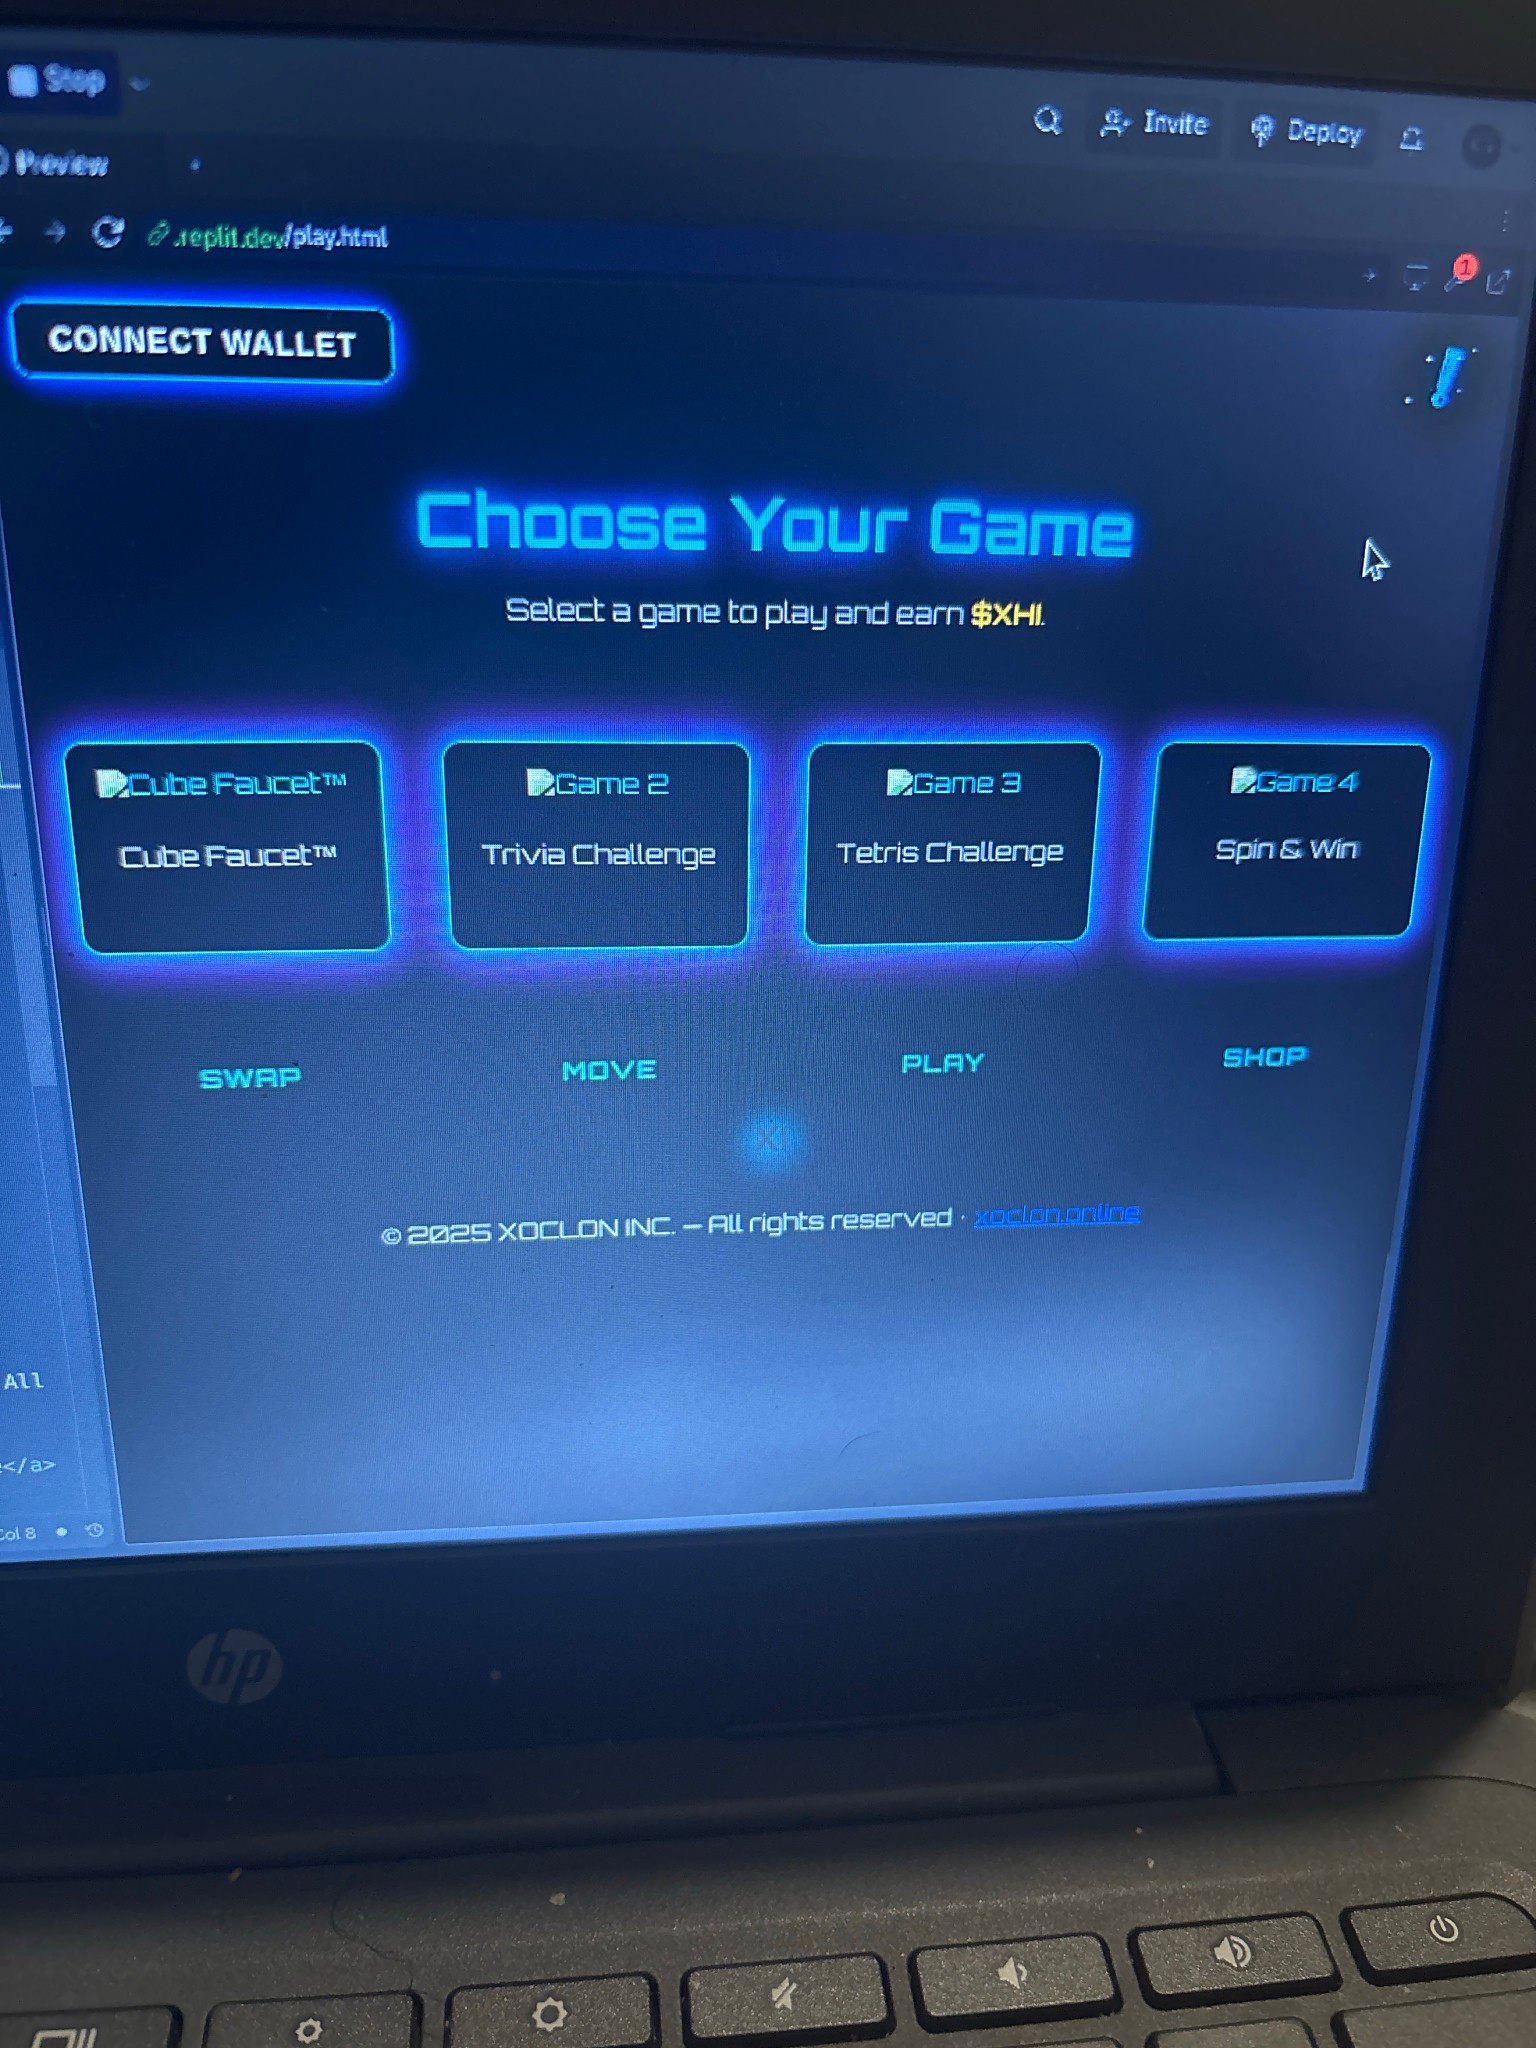 Stop
Invite
Deploy
Preview
.replit.dev/play.html
1
CONNECT WALLET
Choose Your Game
Select a game to play and earn $XHI.
Cube Faucet™
Game 2
Game 3
Game 4
Cube Faucet™
Trivia Challenge
Tetris Challenge
Spin & Win
SWAP
MOVE
PLAY
SHOP
© 2025 XOCLON INC. — All rights reserved · xoclon.online
All
</a>
Col 8
hp